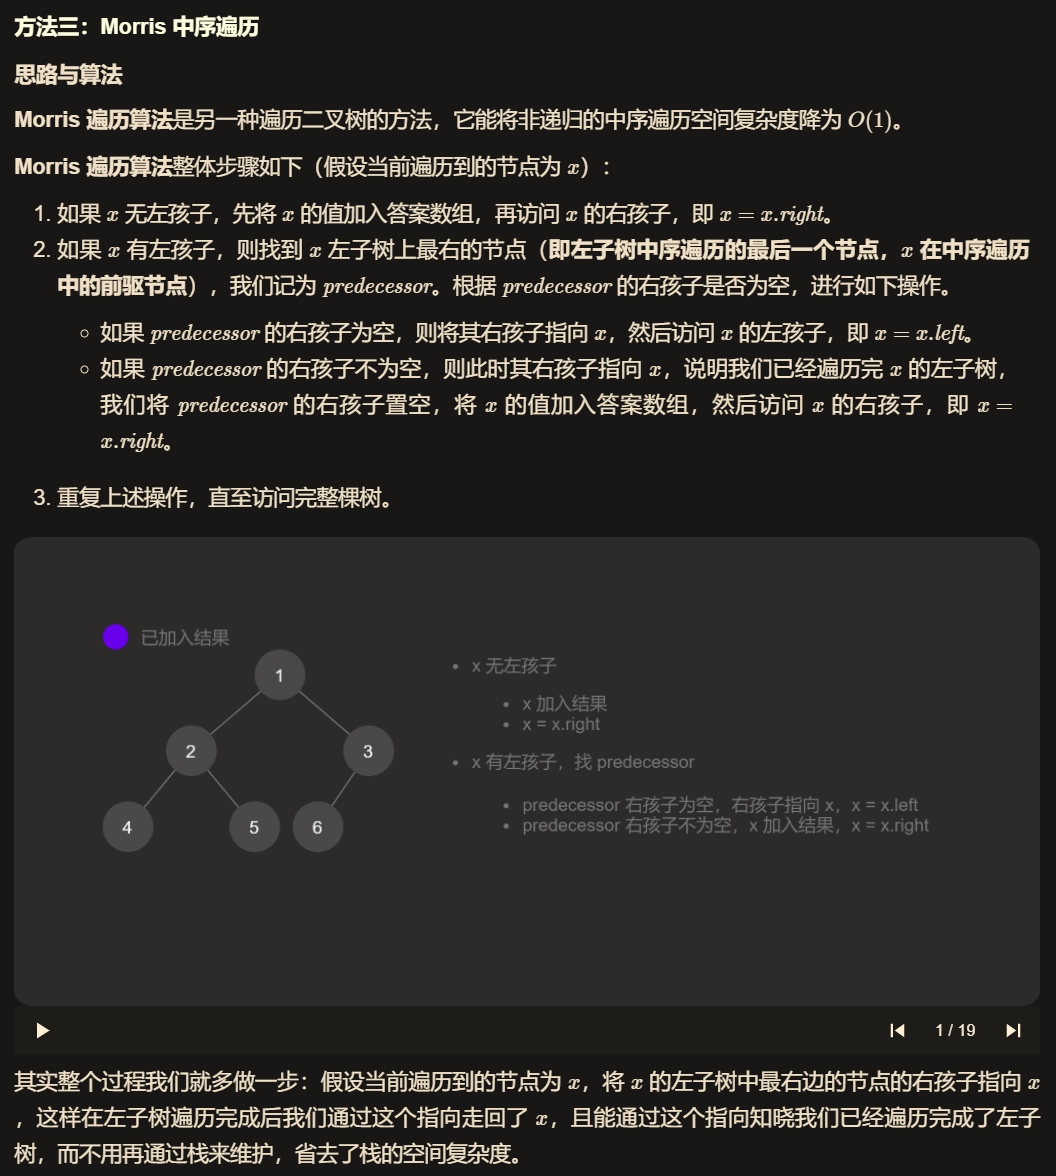 方法三：Morris 中序遍历
思路与算法
Morris 遍历算法是另一种遍历二叉树的方法，它能将非递归的中序遍历空间复杂度降为 O(1)。
Morris 遍历算法整体步骤如下（假设当前遍历到的节点为 x）：
1. 如果 x 无左孩子，先将 x 的值加入答案数组，再访问 x 的右孩子，即 x = x.right。
2. 如果 x 有左孩子，则找到 x 左子树上最右的节点（即左子树中序遍历的最后一个节点，x 在中序遍历
中的前驱节点），我们记为 predecessor。根据 predecessor 的右孩子是否为空，进行如下操作。
◦ 如果 predecessor 的右孩子为空，则将其右孩子指向 x，然后访问 x 的左孩子，即 x = x.left。
◦ 如果 predecessor 的右孩子不为空，则此时其右孩子指向 x，说明我们已经遍历完 x 的左子树，
我们将 predecessor 的右孩子置空，将 x 的值加入答案数组，然后访问 x 的右孩子，即 x =
x.right。
3. 重复上述操作，直至访问完整棵树。
已加入结果
1
2
3
4
5
6
• x 无左孩子
• x 加入结果
• x = x.right
• x 有左孩子，找 predecessor
• predecessor 右孩子为空，右孩子指向 x，x = x.left
• predecessor 右孩子不为空，x 加入结果，x = x.right
1 / 19
其实整个过程我们就多做一步：假设当前遍历到的节点为 x，将 x 的左子树中最右边的节点的右孩子指向 x
，这样在左子树遍历完成后我们通过这个指向走回了 x，且能通过这个指向知晓我们已经遍历完成了左子
树，而不用再通过栈来维护，省去了栈的空间复杂度。